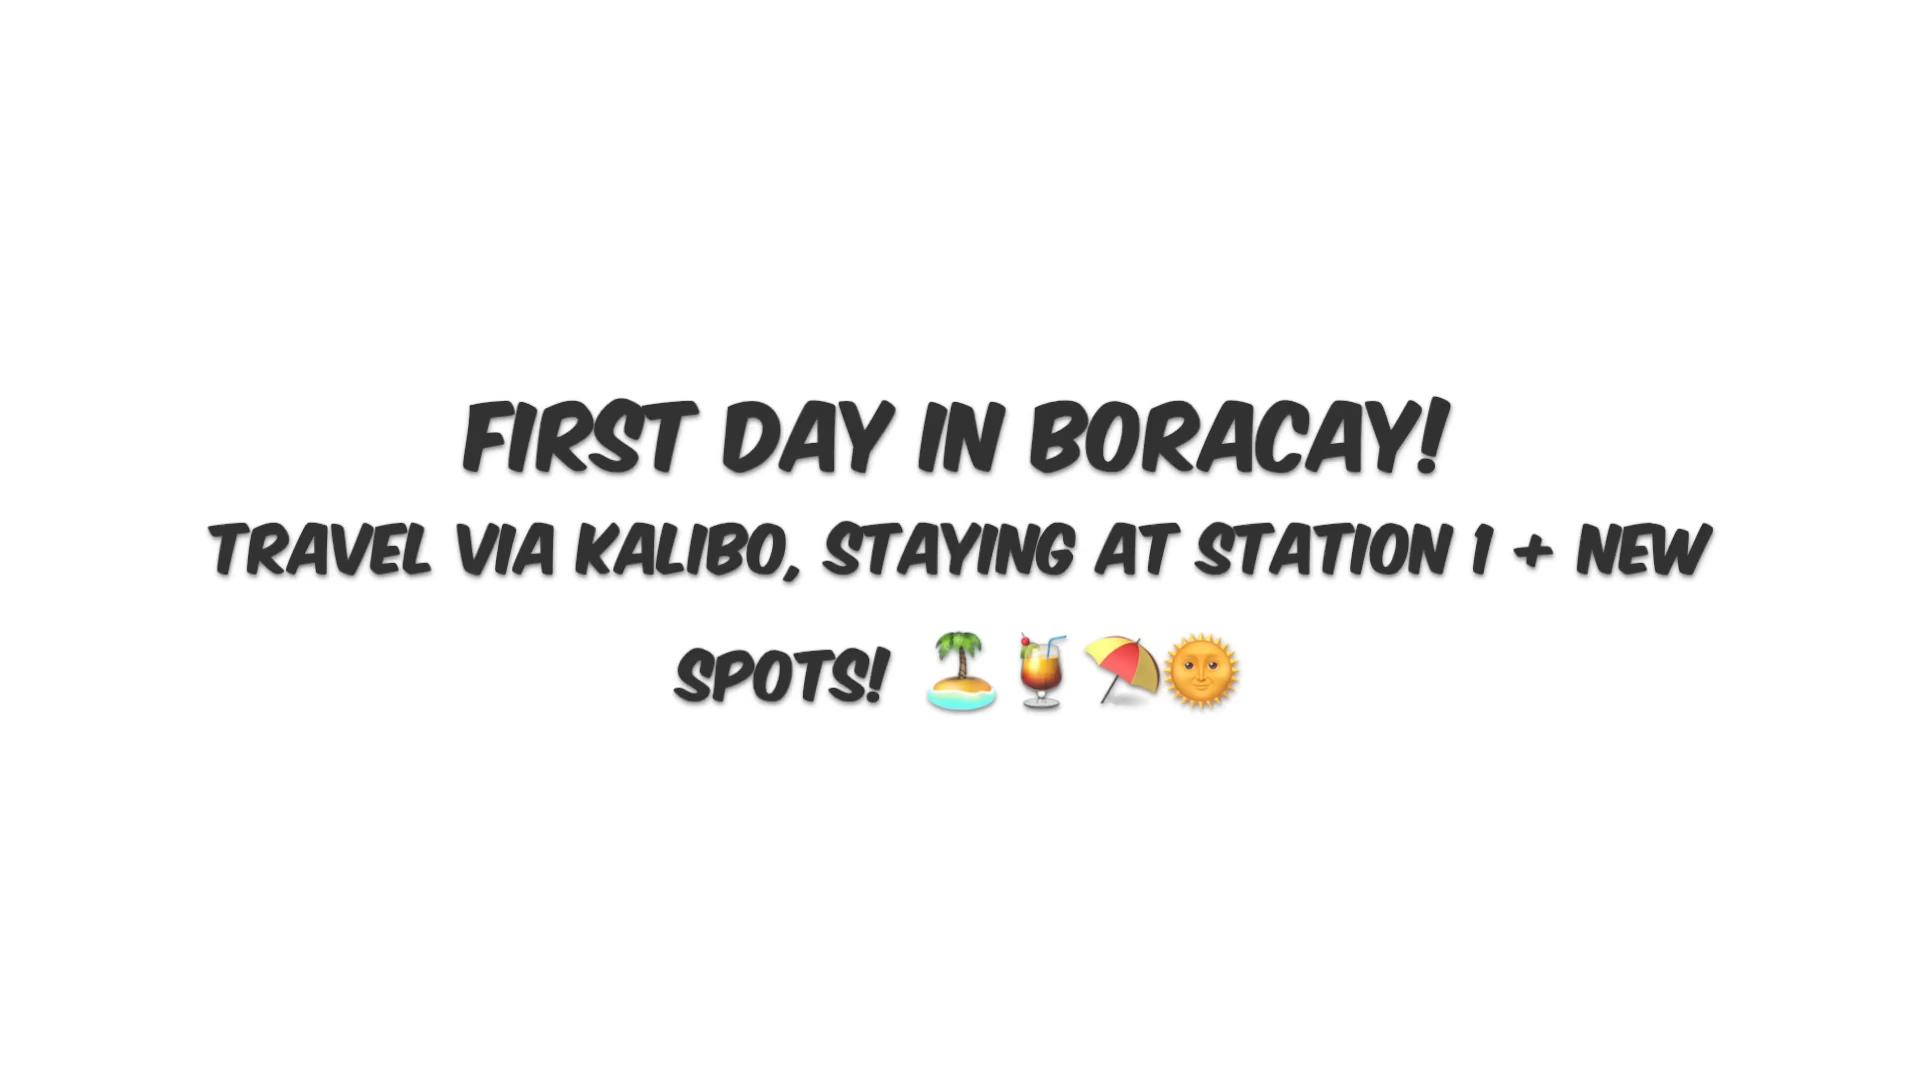 FIRST DAY IN BORACAY!
TRAVEL VIA KALIBO, STAYING AT STATION 1 + NEW
SPOTS! 🏝️🍹⛱️🌞